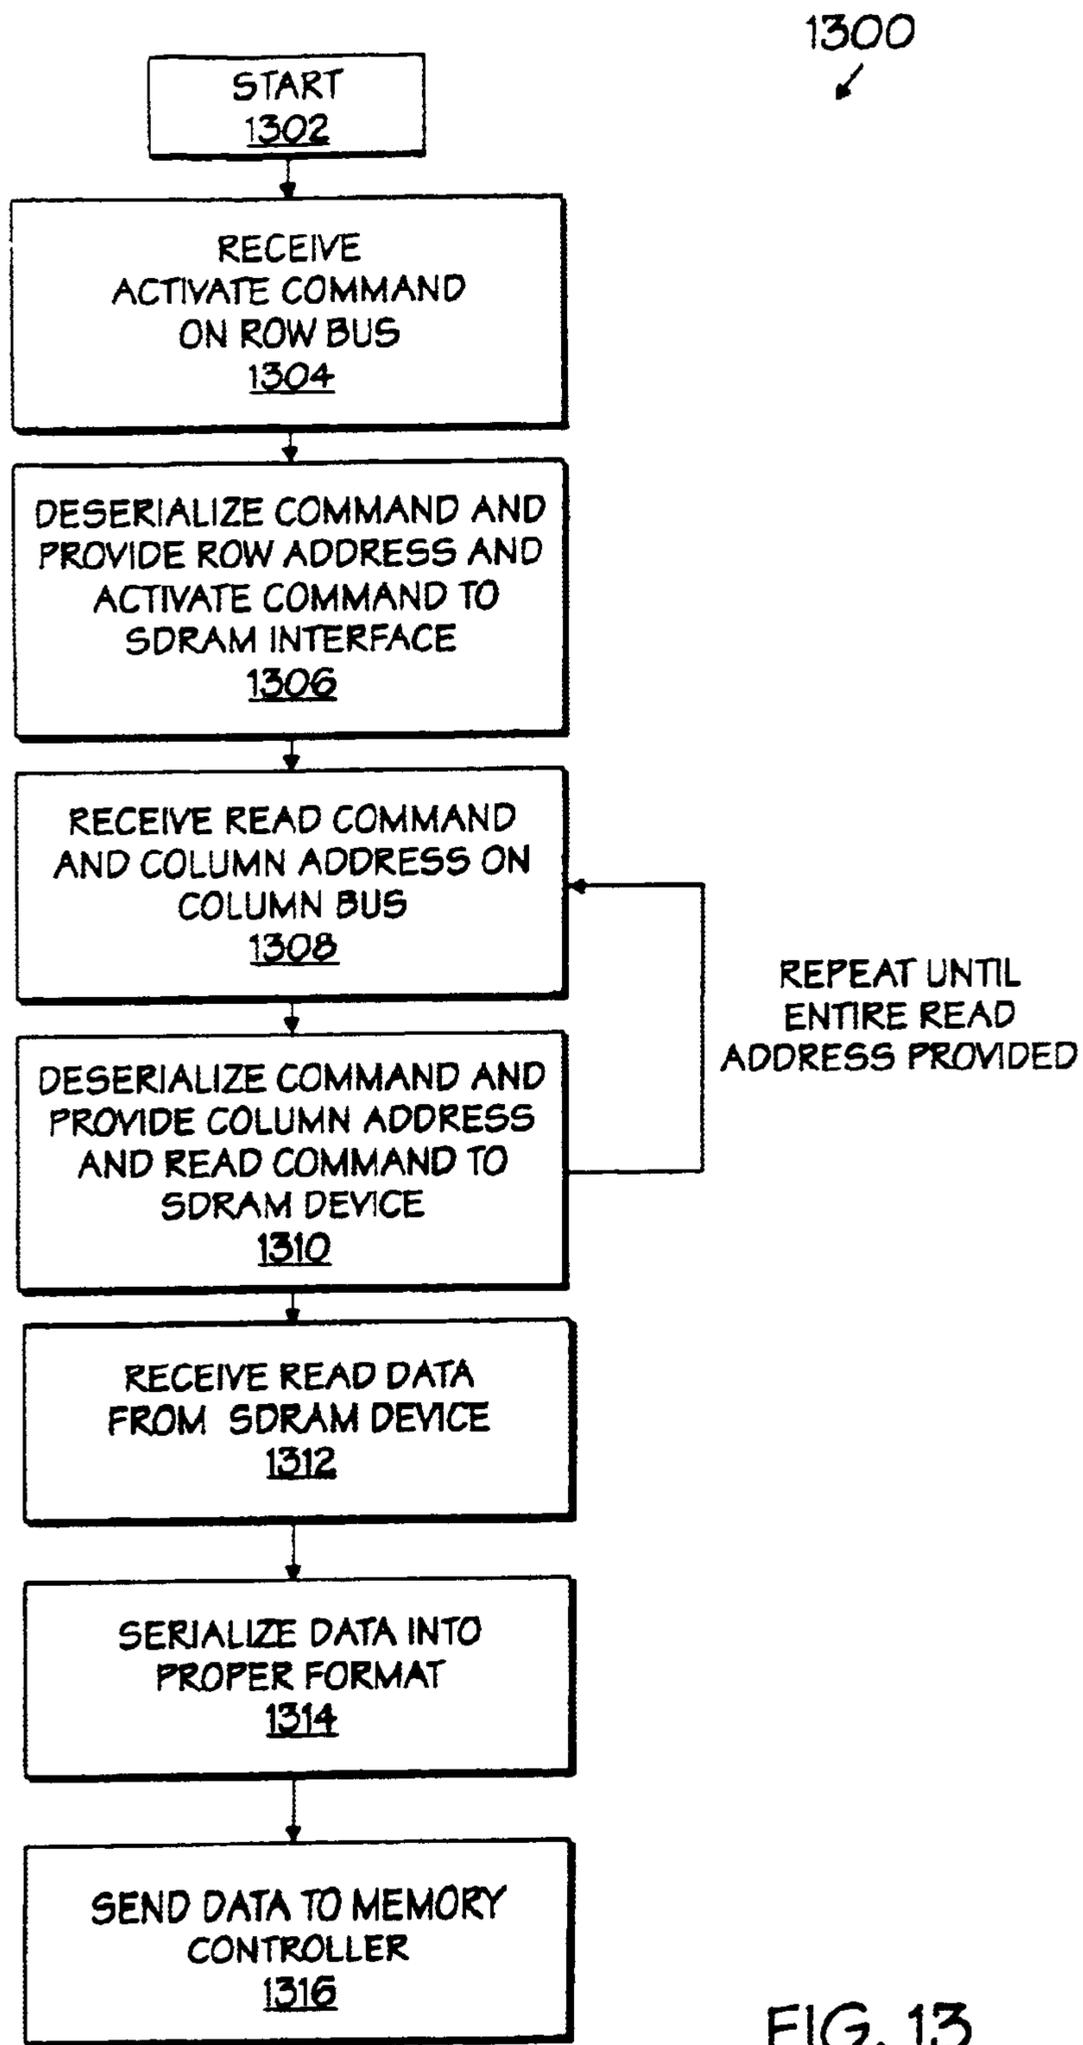 1300
START
1302
RECEIVE
ACTIVATE COMMAND
ON ROW BUS
1304
DESERIALIZE COMMAND AND
PROVIDE ROW ADDRESS AND
ACTIVATE COMMAND TO
SDRAM INTERFACE
1306
RECEIVE READ COMMAND
AND COLUMN ADDRESS ON
COLUMN BUS
1308
REPEAT UNTIL
ENTIRE READ
ADDRESS PROVIDED
DESERIALIZE COMMAND AND
PROVIDE COLUMN ADDRESS
AND READ COMMAND TO
SDRAM DEVICE
1310
RECEIVE READ DATA
FROM SDRAM DEVICE
1312
SERIALIZE DATA INTO
PROPER FORMAT
1314
SEND DATA TO MEMORY
CONTROLLER
1316
FIG. 13